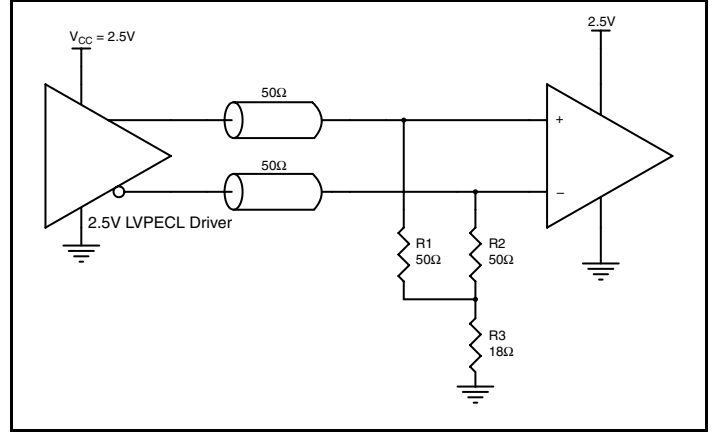 V_CC = 2.5V
2.5V
50Ω
+
50Ω
–
2.5V LVPECL Driver
R1
50Ω
R2
50Ω
R3
18Ω